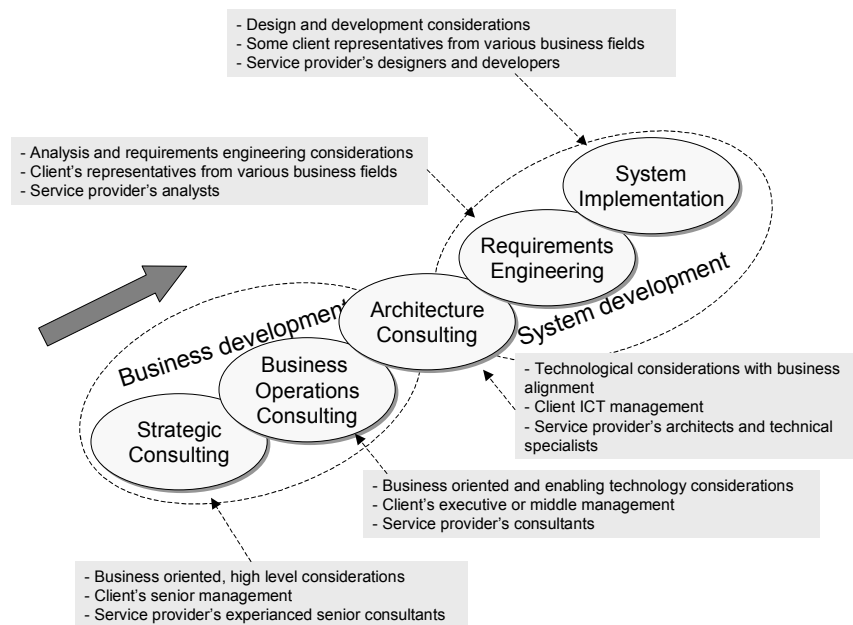 - Design and development considerations
- Some client representatives from various business fields
- Service provider's designers and developers
- Analysis and requirements engineering considerations
- Client's representatives from various business fields
- Service provider's analysts
System
Implementation
Requirements
Engineering
System development
Architecture
Consulting
Business development
Business
Operations
Consulting
Strategic
Consulting
- Technological considerations with business
alignment
- Client ICT management
- Service provider's architects and technical
specialists
- Business oriented and enabling technology considerations
- Client's executive or middle management
- Service provider's consultants
- Business oriented, high level considerations
- Client's senior management
- Service provider's experianced senior consultants